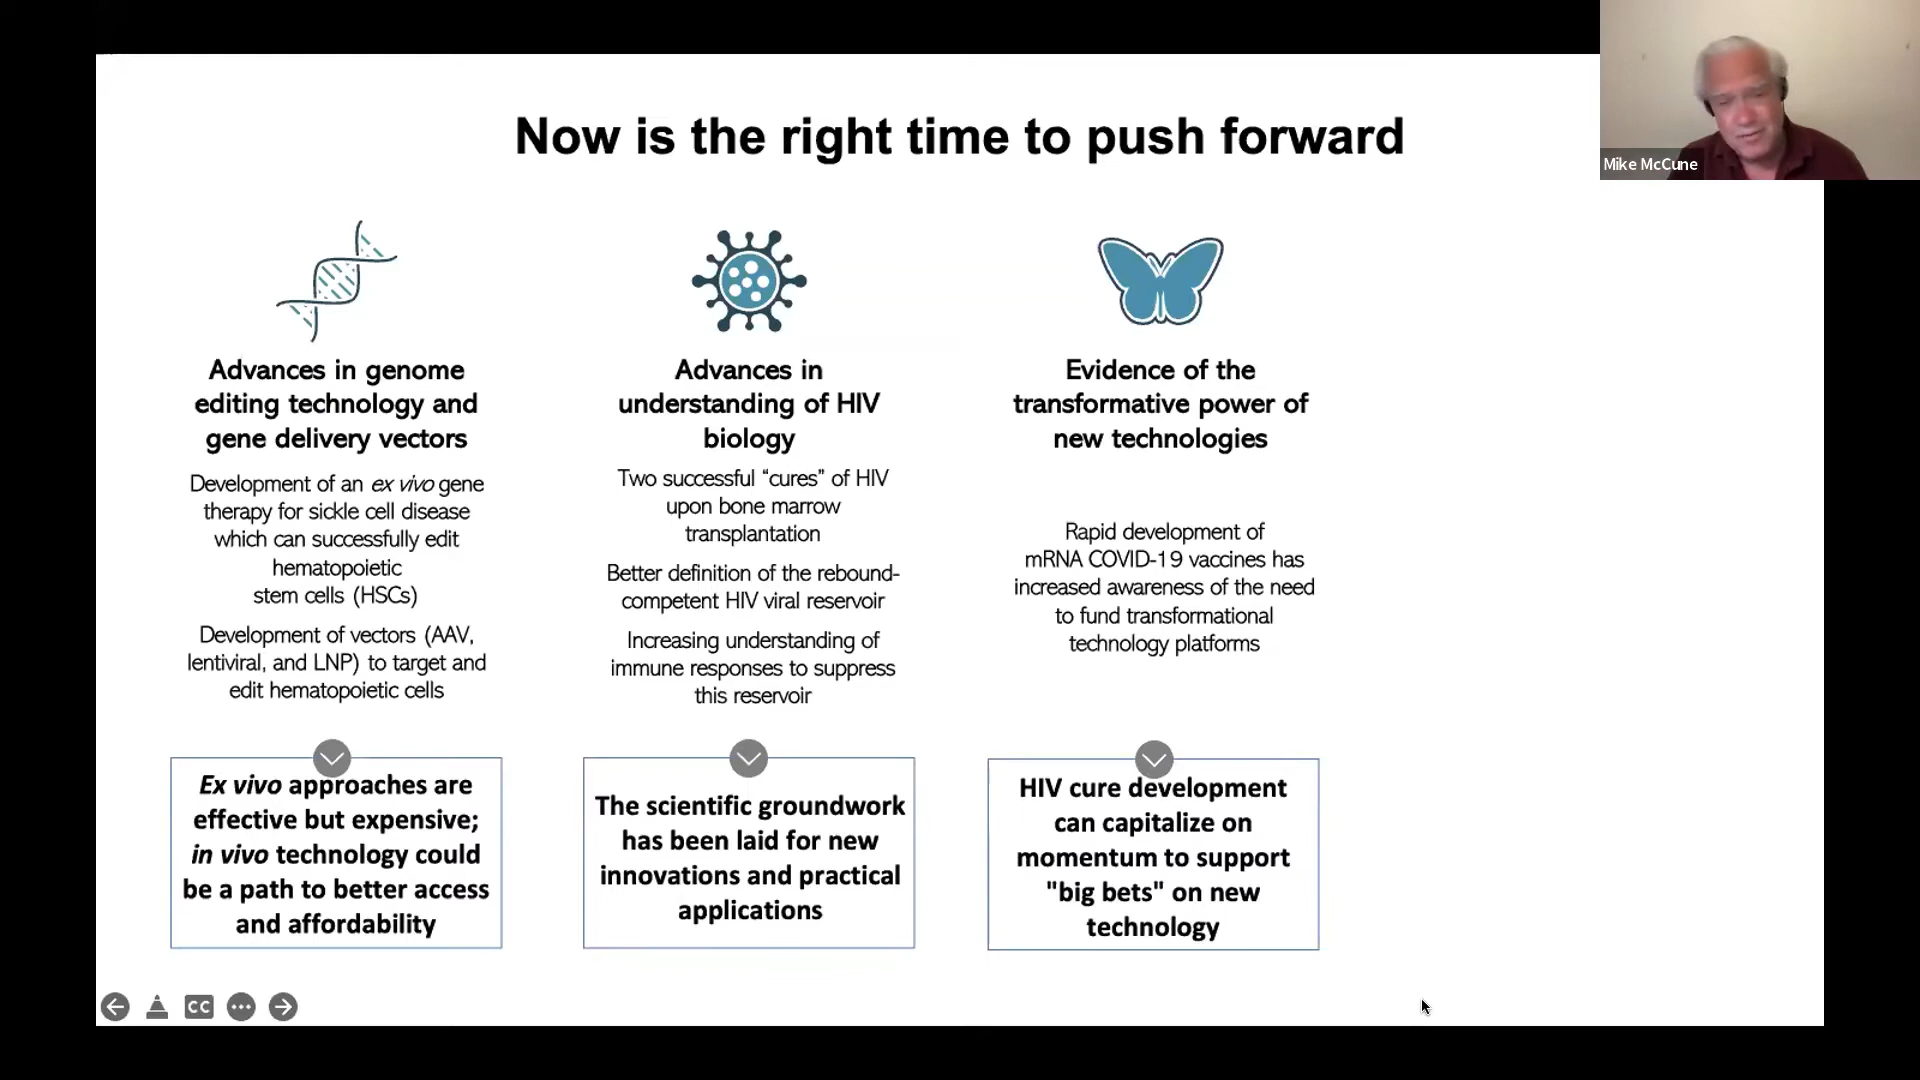 Now is the right time to push forward
Mike McCune
Advances in genome
editing technology and
gene delivery vectors
Development of an ex vivo gene
therapy for sickle cell disease
which can successfully edit
hematopoietic
stem cells (HSCs)
Development of vectors (AAV,
lentiviral, and LNP) to target and
edit hematopoietic cells
Ex vivo approaches are
effective but expensive;
in vivo technology could
be a path to better access
and affordability
Advances in
understanding of HIV
biology
Two successful “cures” of HIV
upon bone marrow
transplantation
Better definition of the rebound-
competent HIV viral reservoir
Increasing understanding of
immune responses to suppress
this reservoir
The scientific groundwork
has been laid for new
innovations and practical
applications
Evidence of the
transformative power of
new technologies
Rapid development of
mRNA COVID-19 vaccines has
increased awareness of the need
to fund transformational
technology platforms
HIV cure development
can capitalize on
momentum to support
"big bets" on new
technology
CC